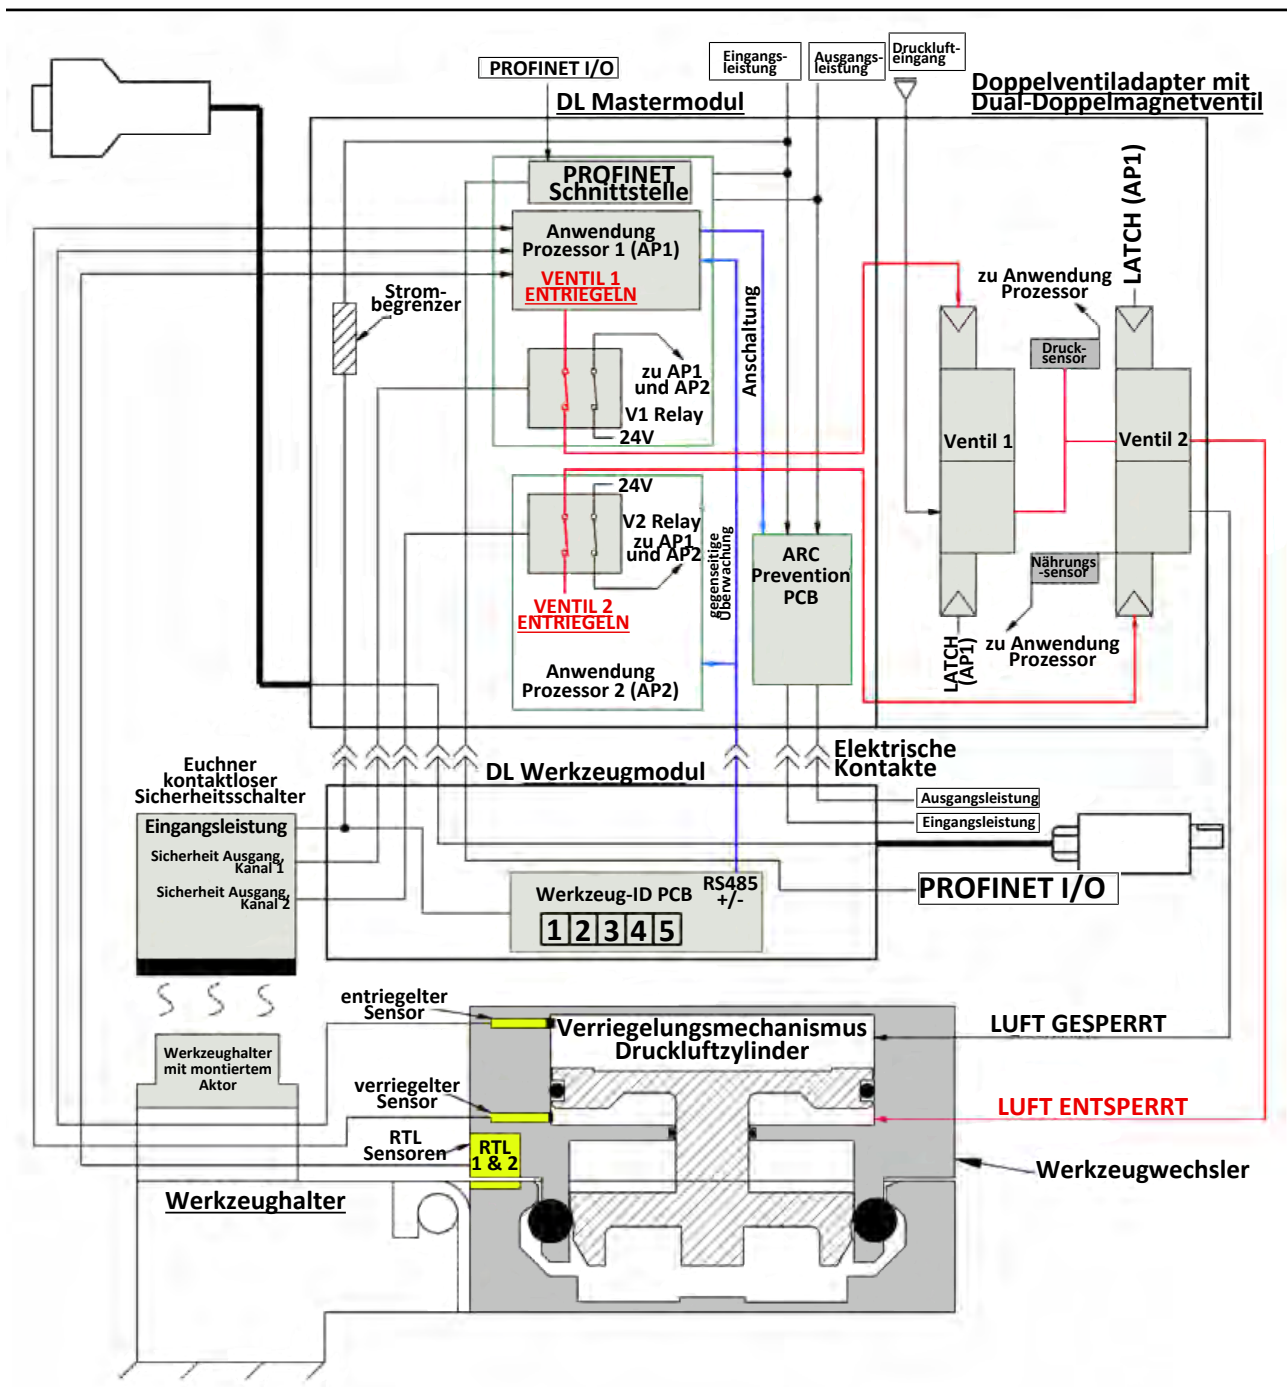 PROFINET I/O
Eingangs-
leistung
Ausgangs-
leistung
Druckluft-
eingang
DL Mastermodul
Doppelventiladapter mit
Dual-Doppelmagnetventil
PROFINET
Schnittstelle
Anwendung
Prozessor 1 (AP1)
VENTIL 1
ENTRIEGELN
Strom-
begrenzer
zu AP1
und AP2
V1 Relay
24V
Anschaltung
24V
V2 Relay
zu AP1
und AP2
gegenseitige
Überwachung
VENTIL 2
ENTRIEGELN
Anwendung
Prozessor 2 (AP2)
ARC
Prevention
PCB
LATCH (AP1)
zu Anwendung
Prozessor
Druck-
sensor
Ventil 1
Ventil 2
Nährungs
-sensor
zu Anwendung
Prozessor
LATCH
(AP1)
Elektrische
Kontakte
DL Werkzeugmodul
Euchner
kontaktloser
Sicherheitsschalter
Eingangsleistung
Sicherheit Ausgang,
Kanal 1
Sicherheit Ausgang,
Kanal 2
Ausgangsleistung
Eingangsleistung
PROFINET I/O
Werkzeug-ID PCB
RS485
+/-
1 2 3 4 5
entriegelter
Sensor
Verriegelungsmechanismus
Druckluftzylinder
LUFT GESPERRT
Werkzeughalter
mit montiertem
Aktor
verriegelter
Sensor
LUFT ENTSPERRT
RTL
Sensoren
RTL
1 & 2
Werkzeugwechsler
Werkzeughalter